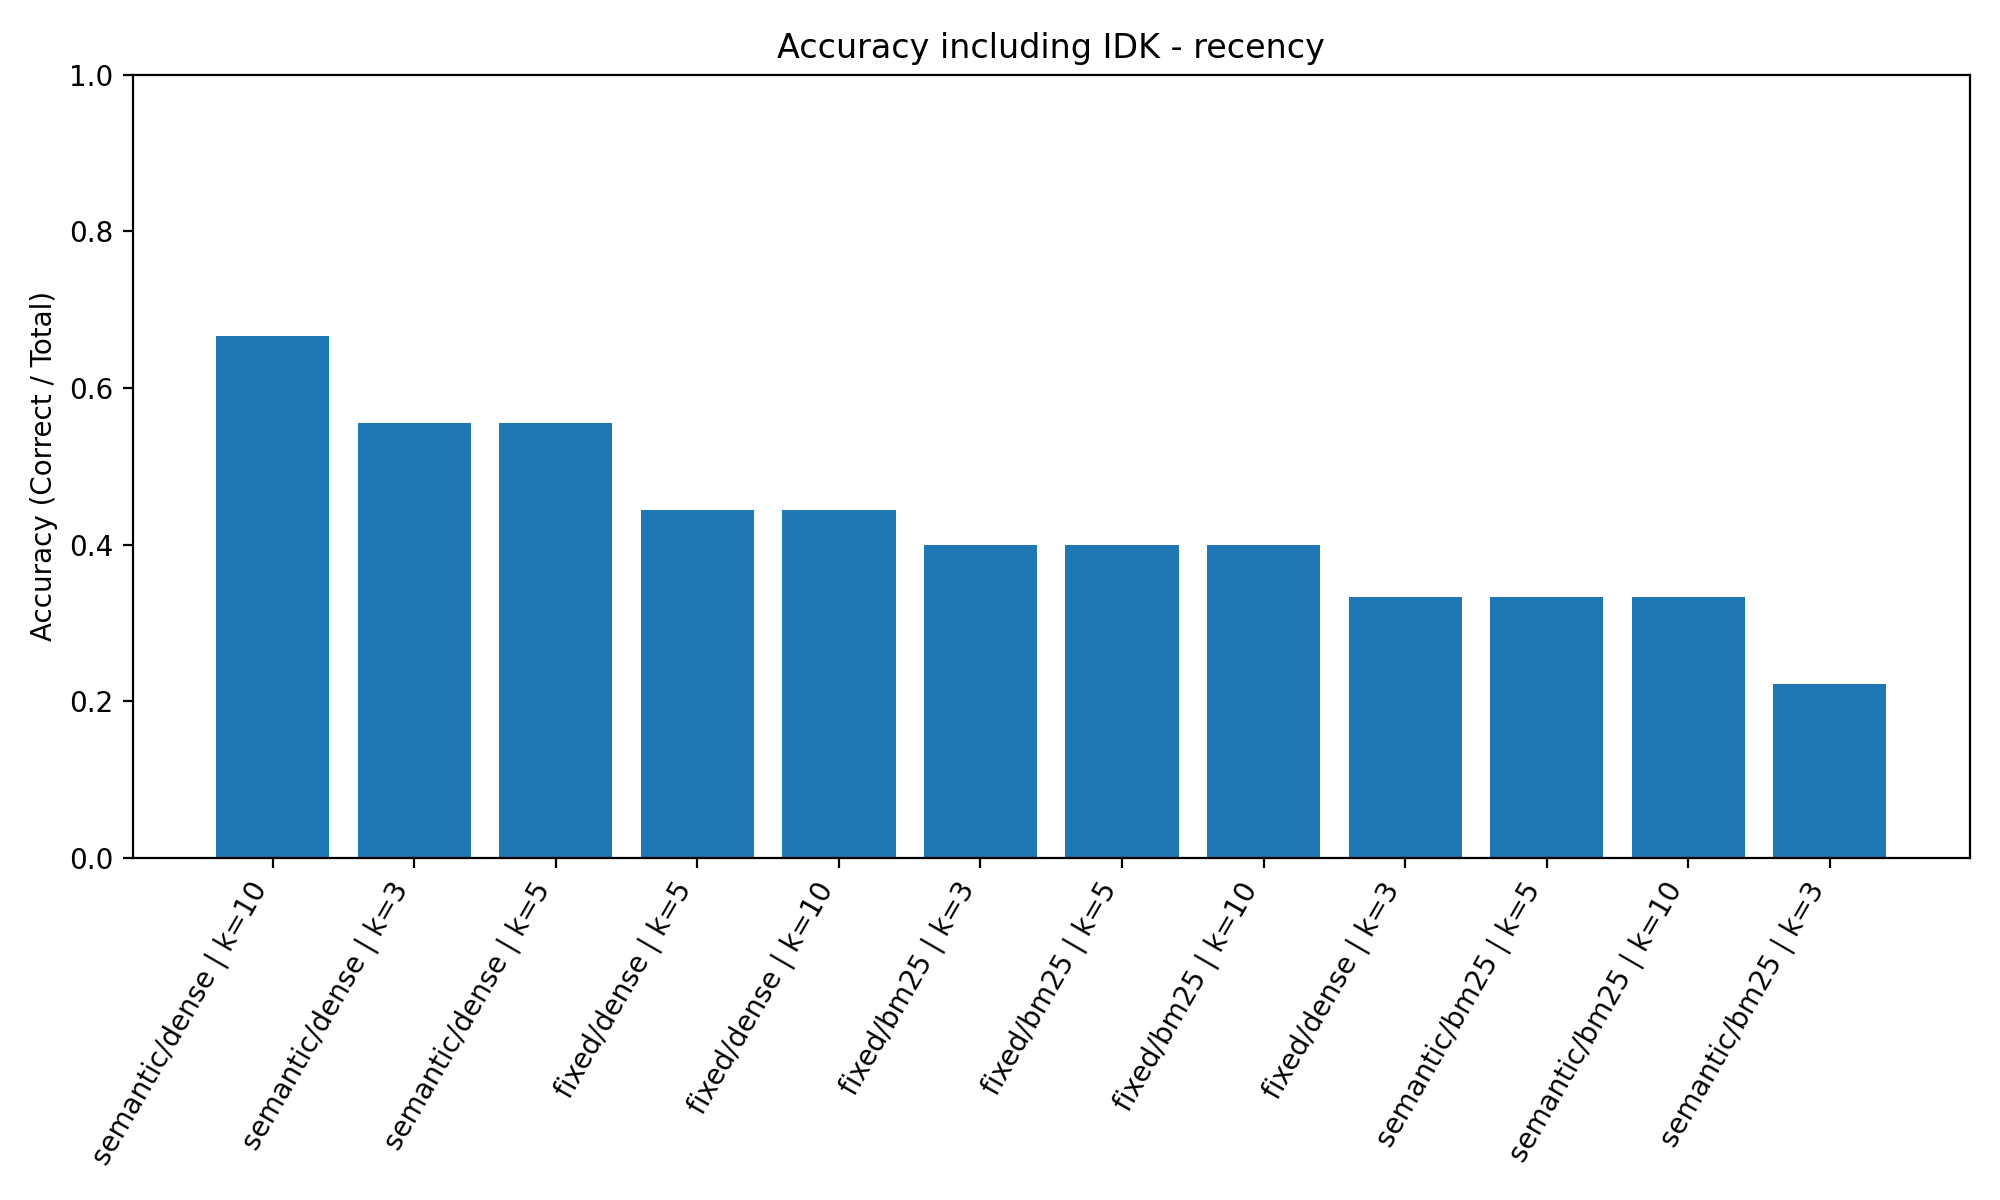 Accuracy including IDK - recency
Accuracy (Correct / Total)
1.0
0.8
0.6
0.4
0.2
0.0
semantic/dense | k=10
semantic/dense | k=3
semantic/dense | k=5
fixed/dense | k=5
fixed/dense | k=10
fixed/bm25 | k=3
fixed/bm25 | k=5
fixed/bm25 | k=10
fixed/dense | k=3
semantic/bm25 | k=5
semantic/bm25 | k=10
semantic/bm25 | k=3